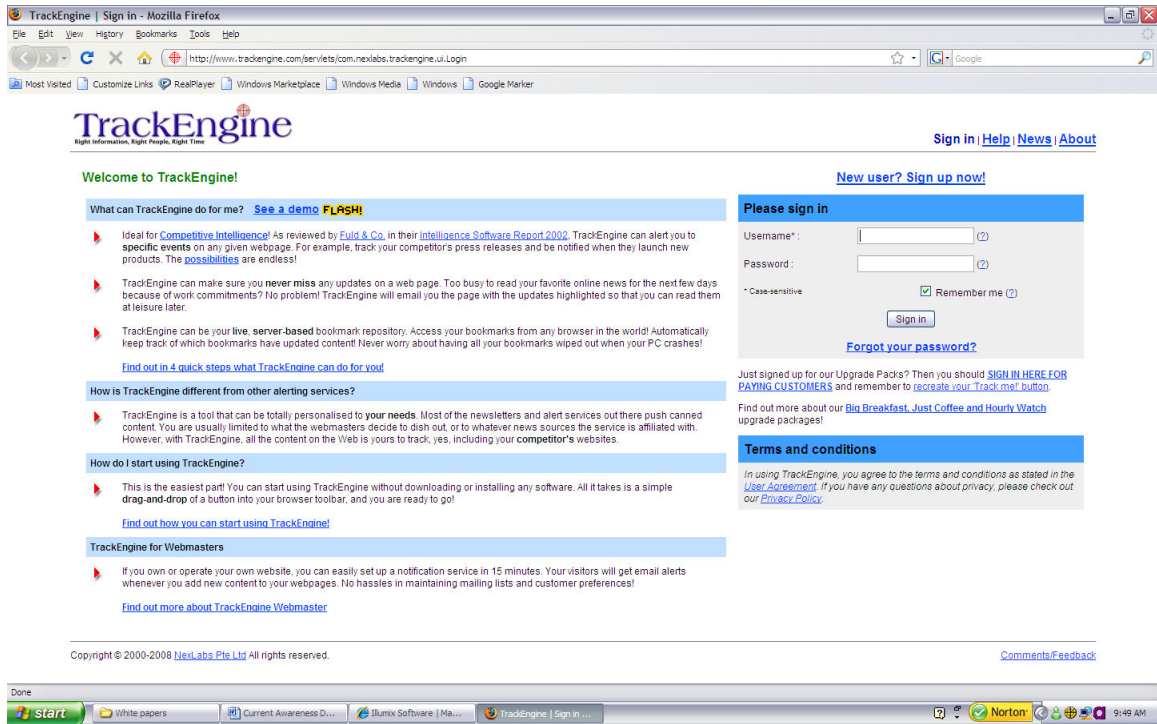 TrackEngine | Sign in - Mozilla Firefox
File Edit View History Bookmarks Tools Help
http://www.trackengine.com/servlets/com.nexlabs.trackengine.ui.Login
G Google
Most Visited Customize Links RealPlayer Windows Marketplace Windows Media Windows Google Marker
TrackEngine
Right Information, Right People, Right Time
Sign in | Help | News | About
Welcome to TrackEngine!
What can TrackEngine do for me? See a demo FLASH!
Ideal for Competitive Intelligence! As reviewed by Fuld & Co. in their Intelligence Software Report 2002, TrackEngine can alert you to
specific events on any given webpage. For example, track your competitor's press releases and be notified when they launch new
products. The possibilities are endless!
TrackEngine can make sure you never miss any updates on a web page. Too busy to read your favorite online news for the next few days
because of work commitments? No problem! TrackEngine will email you the page with the updates highlighted so that you can read them
at leisure later.
TrackEngine can be your live, server-based bookmark repository. Access your bookmarks from any browser in the world! Automatically
keep track of which bookmarks have updated content! Never worry about having all your bookmarks wiped out when your PC crashes!
Find out in 4 quick steps what TrackEngine can do for you!
How is TrackEngine different from other alerting services?
TrackEngine is a tool that can be totally personalised to your needs. Most of the newsletters and alert services out there push canned
content. You are usually limited to what the webmasters decide to dish out, or to whatever news sources the service is affiliated with.
However, with TrackEngine, all the content on the Web is yours to track, yes, including your competitor's websites.
How do I start using TrackEngine?
This is the easiest part! You can start using TrackEngine without downloading or installing any software. All it takes is a simple
drag-and-drop of a button into your browser toolbar, and you are ready to go!
Find out how you can start using TrackEngine!
TrackEngine for Webmasters
If you own or operate your own website, you can easily set up a notification service in 15 minutes. Your visitors will get email alerts
whenever you add new content to your webpages. No hassles in maintaining mailing lists and customer preferences!
Find out more about TrackEngine Webmaster
New user? Sign up now!
Please sign in
Username* : (?)
Password : (?)
* Case-sensitive Remember me (?)
Sign in
Forgot your password?
Just signed up for our Upgrade Packs? Then you should SIGN IN HERE FOR
PAYING CUSTOMERS and remember to recreate your 'Track me!' button.
Find out more about our Big Breakfast, Just Coffee and Hourly Watch
upgrade packages!
Terms and conditions
In using TrackEngine, you agree to the terms and conditions as stated in the
User Agreement. If you have any questions about privacy, please check out
our Privacy Policy.
Copyright © 2000-2008 NexLabs Pte Ltd All rights reserved.
Comments/Feedback
Done
start White papers Current Awareness D... Illumix Software | Ma... TrackEngine | Sign in ... Norton 9:49 AM